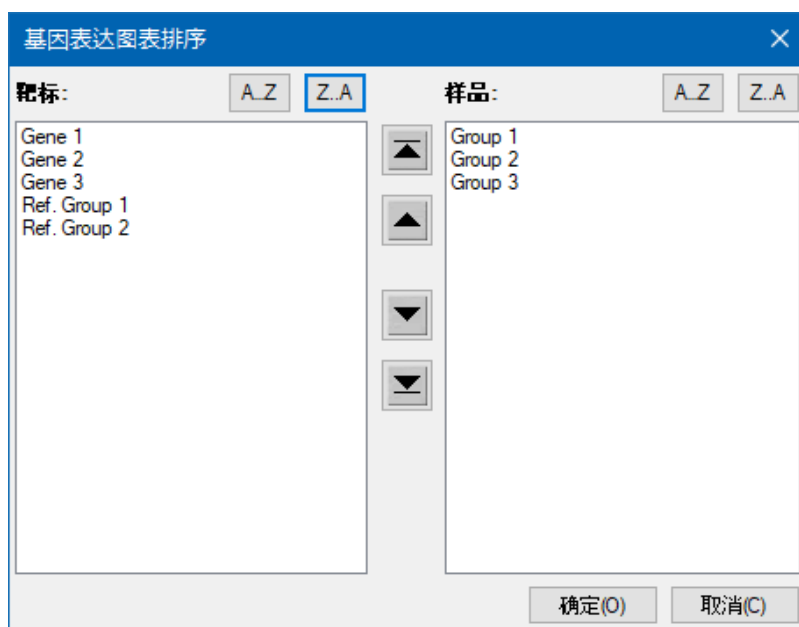 基因表达图表排序
靶标: A..Z Z..A 样品: A..Z Z..A
Gene 1
Gene 2
Gene 3
Ref. Group 1
Ref. Group 2
Group 1
Group 2
Group 3
确定(O) 取消(C)